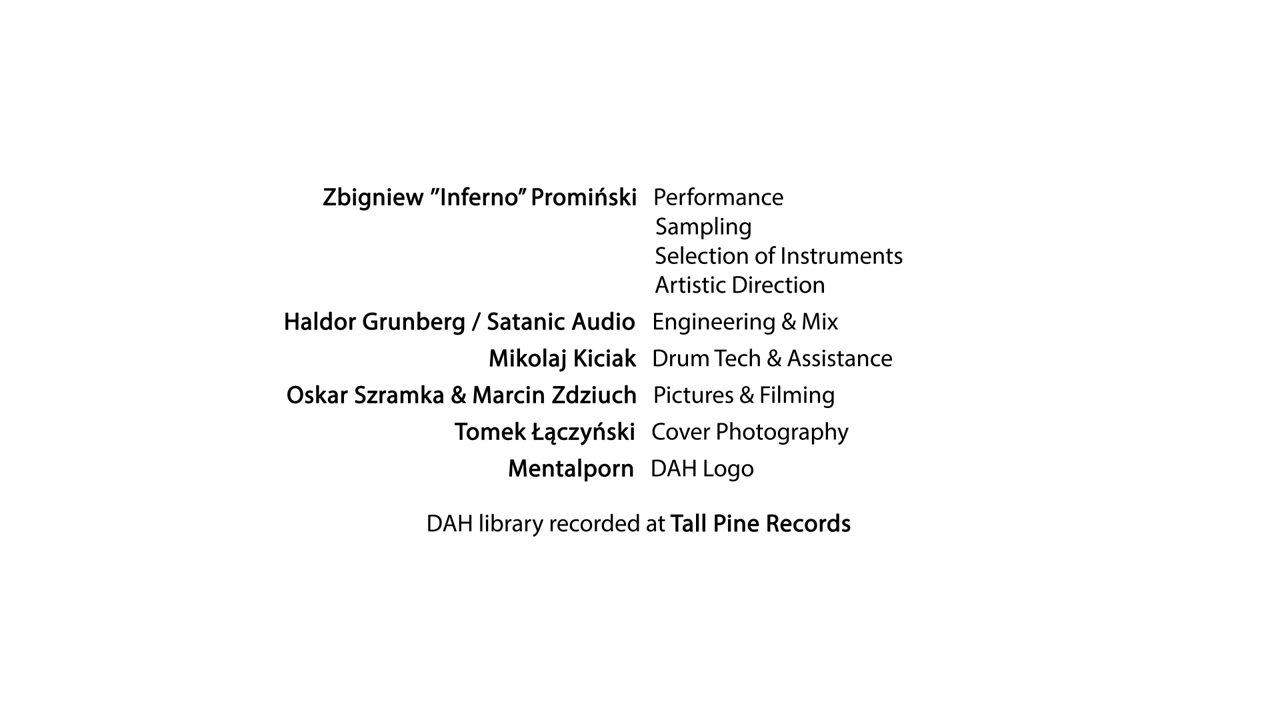 Zbigniew ”Inferno” Promiński Performance
Sampling
Selection of Instruments
Artistic Direction
Haldor Grunberg / Satanic Audio Engineering & Mix
Mikolaj Kiciak Drum Tech & Assistance
Oskar Szramka & Marcin Zdziuch Pictures & Filming
Tomek Łączyński Cover Photography
Mentalporn DAH Logo
DAH library recorded at Tall Pine Records